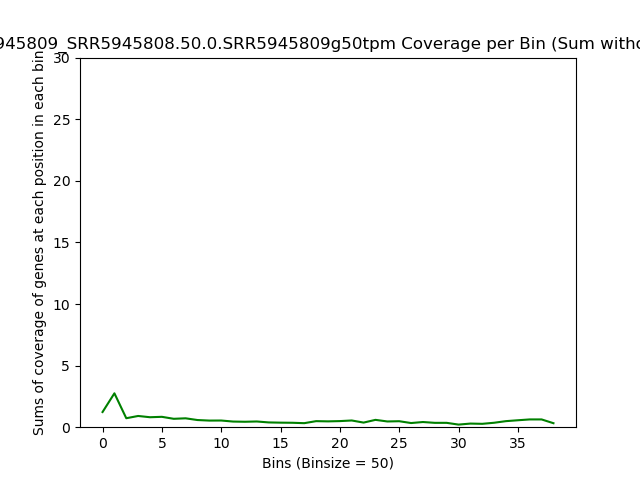 945809_SRR5945808.50.0.SRR5945809g50tpm Coverage per Bin (Sum witho
Sums of coverage of genes at each position in each bin
30
25
20
15
10
5
0
0 5 10 15 20 25 30 35
Bins (Binsize = 50)